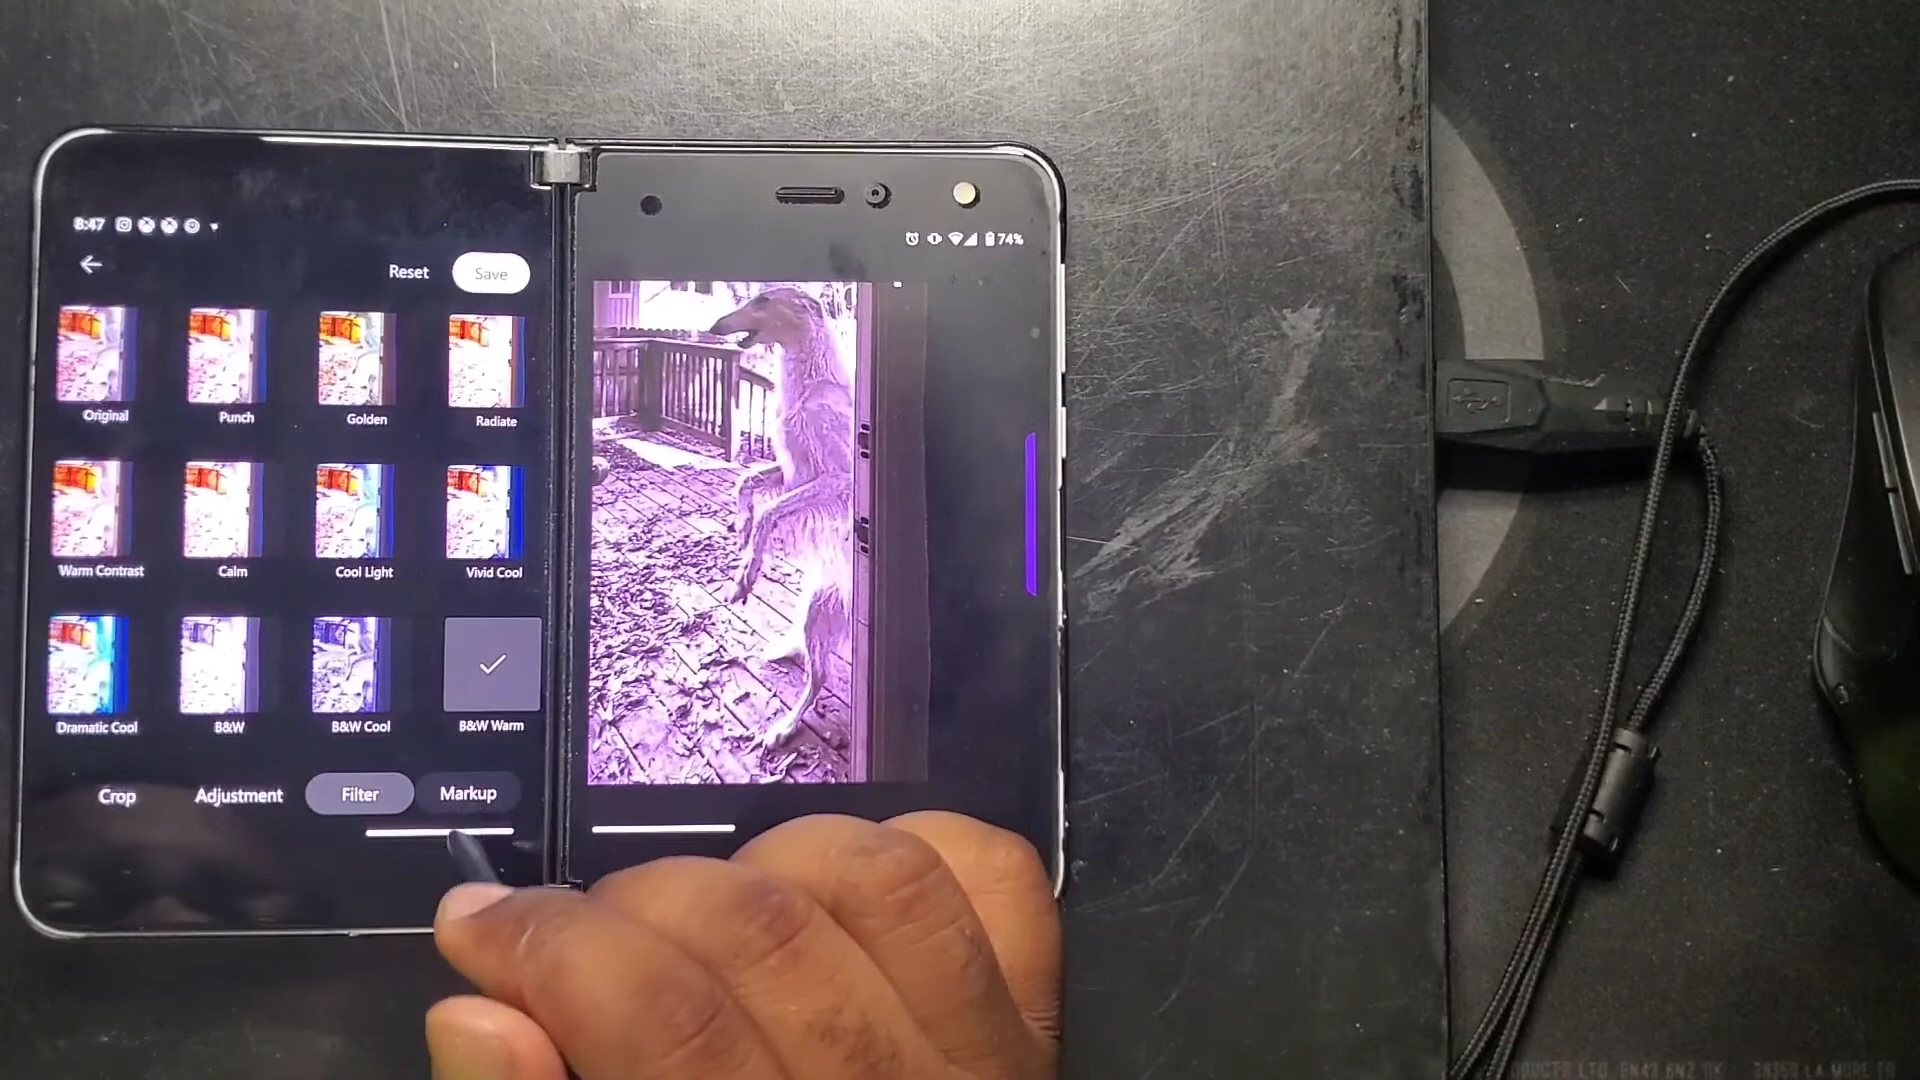 8:47
74%
Reset Save
Original Punch Golden Radiate
Warm Contrast Calm Cool Light Vivid Cool
Dramatic Cool B&W B&W Cool B&W Warm
Crop Adjustment Filter Markup